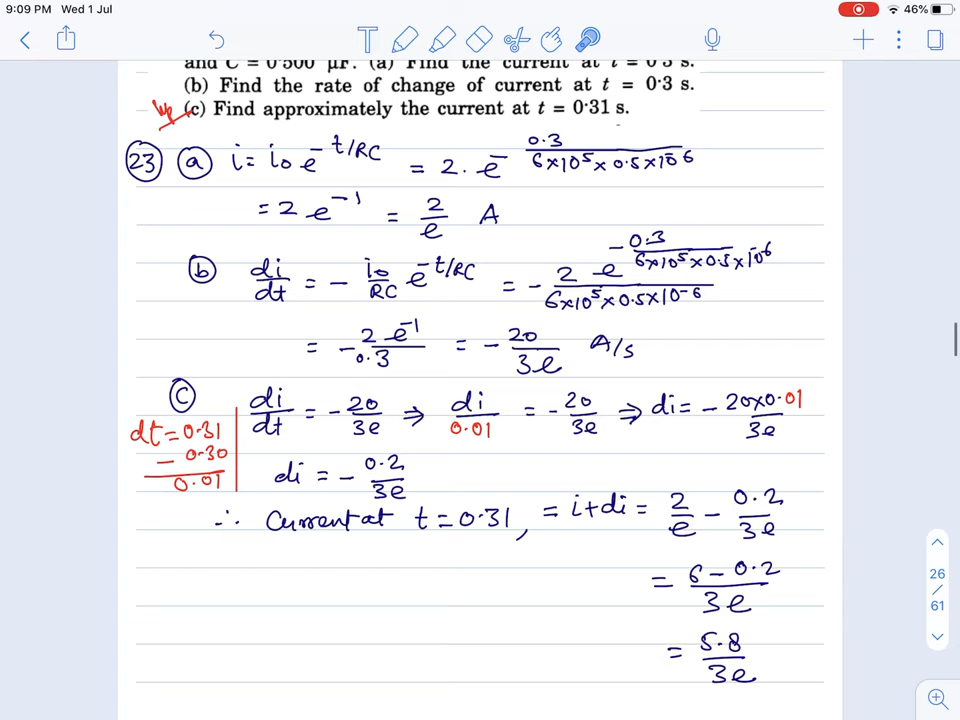 9:09 PM Wed 1 Jul
46%
and C = 0·500 μF. (a) Find the current at t = 0·3 s.
(b) Find the rate of change of current at t = 0·3 s.
(c) Find approximately the current at t = 0·31 s.
23 a i = i0 e^-t/RC = 2. e^- 0.3 / 6×10^5×0.5×10^-6
= 2 e^-1 = 2/e A
b di/dt = - i0/RC e^-t/RC = - 2 e^-0.3/6×10^5×0.5×10^-6 / 6×10^5×0.5×10^-6
= - 2 e^-1 / 0.3 = - 20/3e A/s
c di/dt = - 20/3e ⇒ di/0.01 = - 20/3e ⇒ di = - 20×0.01/3e
dt = 0.31
- 0.30
0.01
di = - 0.2/3e
∴ Current at t = 0.31, = i+di = 2/e - 0.2/3e
= 6 - 0.2 / 3e
= 5.8/3e
26
/
61